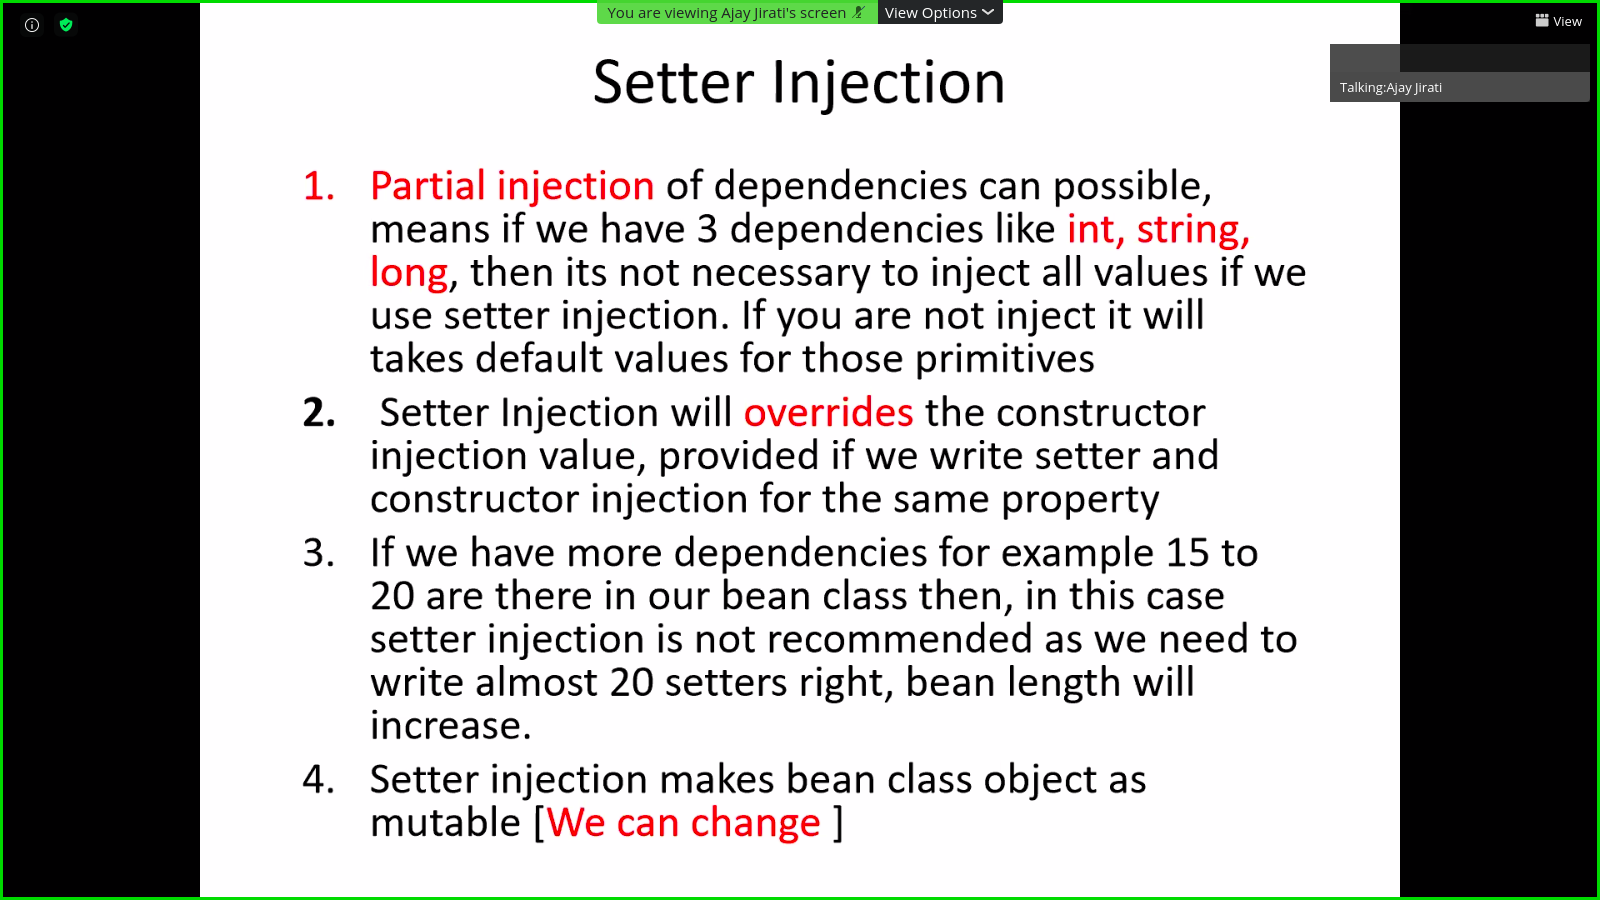 You are viewing Ajay Jirati's screen View Options
View
Talking:Ajay Jirati
Setter Injection
1. Partial injection of dependencies can possible,
means if we have 3 dependencies like int, string,
long, then its not necessary to inject all values if we
use setter injection. If you are not inject it will
takes default values for those primitives
2. Setter Injection will overrides the constructor
injection value, provided if we write setter and
constructor injection for the same property
3. If we have more dependencies for example 15 to
20 are there in our bean class then, in this case
setter injection is not recommended as we need to
write almost 20 setters right, bean length will
increase.
4. Setter injection makes bean class object as
mutable [We can change ]